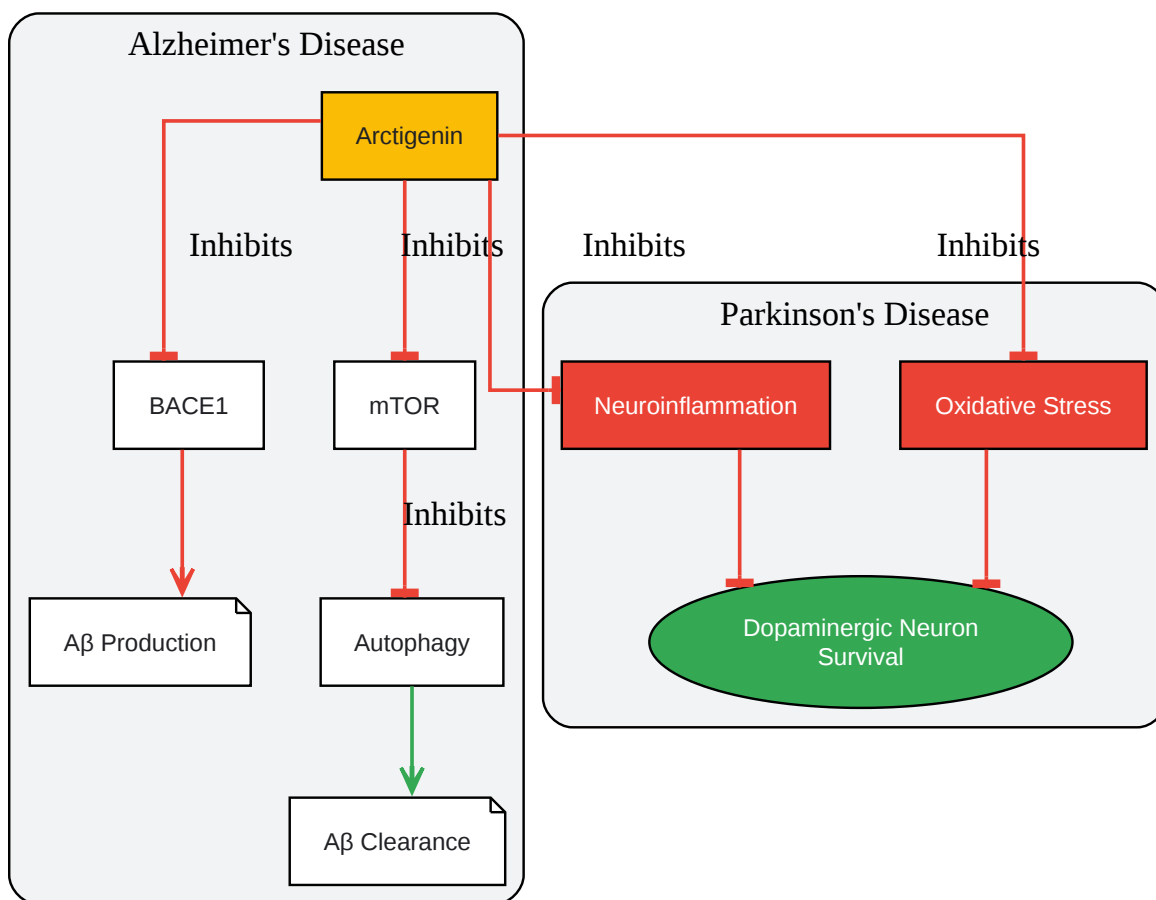 Alzheimer's Disease
Arctigenin
Inhibits
Inhibits
Inhibits
Inhibits
Parkinson's Disease
BACE1
mTOR
Neuroinflammation
Oxidative Stress
Inhibits
Aβ Production
Autophagy
Dopaminergic Neuron
Survival
Aβ Clearance